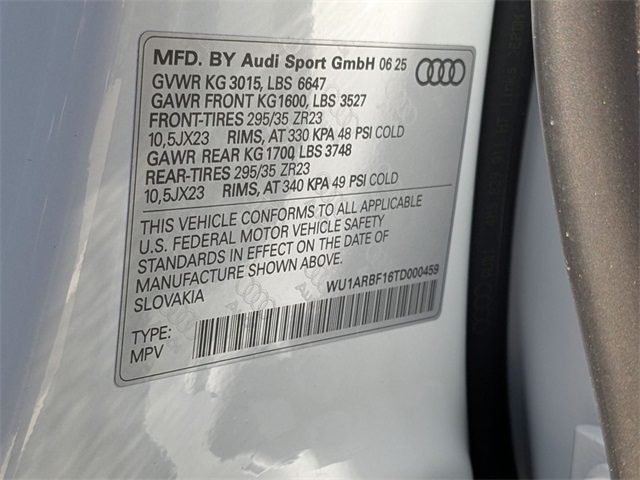 MFD. BY Audi Sport GmbH 06 25
GVWR KG 3015, LBS 6647
GAWR FRONT KG1600, LBS 3527
FRONT-TIRES 295/35 ZR23
10,5JX23 RIMS, AT 330 KPA 48 PSI COLD
GAWR REAR KG 1700, LBS 3748
REAR-TIRES 295/35 ZR23
10,5JX23 RIMS, AT 340 KPA 49 PSI COLD
THIS VEHICLE CONFORMS TO ALL APPLICABLE
U.S. FEDERAL MOTOR VEHICLE SAFETY
STANDARDS IN EFFECT ON THE DATE OF
MANUFACTURE SHOWN ABOVE.
SLOVAKIA
WU1ARBF16TD000459
TYPE:
MPV